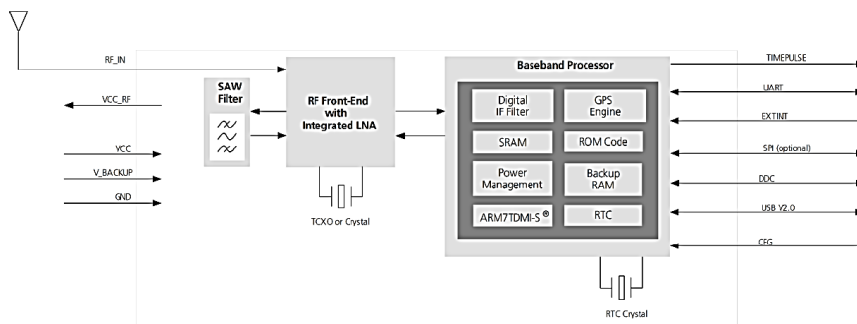 RF_IN
VCC_RF
VCC
V_BACKUP
GND
SAW
Filter
RF Front-End
with
Integrated LNA
TCXO or Crystal
Baseband Processor
Digital
IF Filter
GPS
Engine
SRAM
ROM Code
Power
Management
Backup
RAM
ARM7TDMI-S®
RTC
RTC Crystal
TIMEPULSE
UART
EXTINT
SPI (optional)
DDC
USB V2.0
CFG